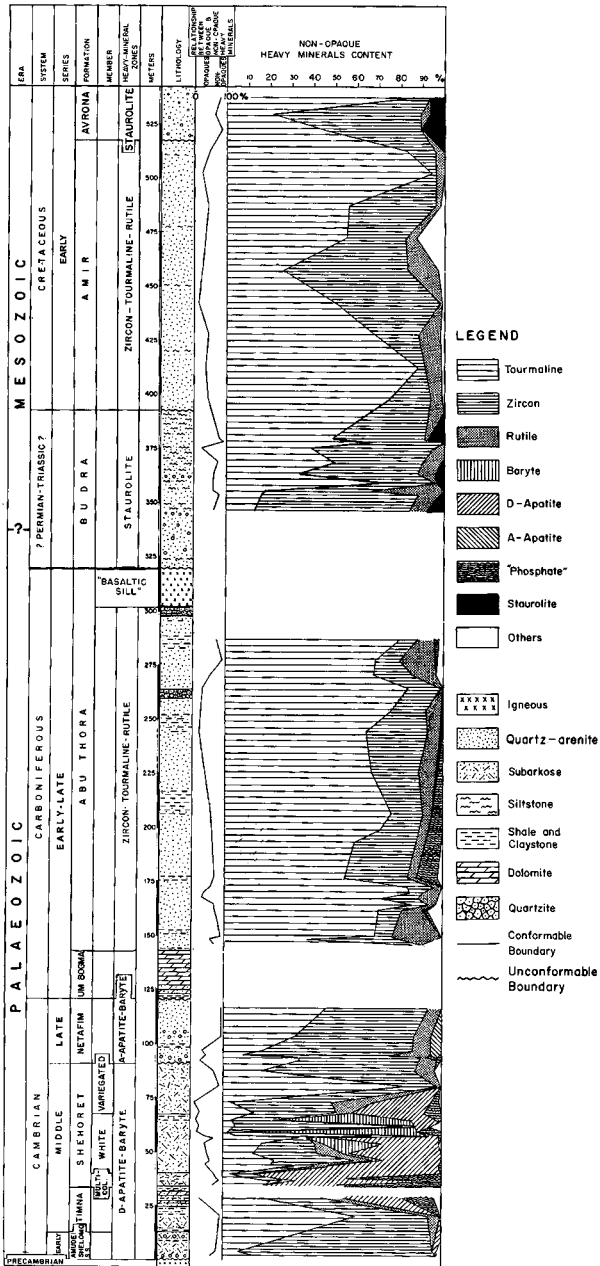 ERA
SYSTEM
SERIES
FORMATION
MEMBER
HEAVY-MINERAL ZONES
METERS
LITHOLOGY
RELATIONSHIP BETWEEN OPAQUE & NON-OPAQUE HEAVY MINERALS
OPAQUES
NON-OPAQUES
0 100%
NON-OPAQUE
HEAVY MINERALS CONTENT
10 20 30 40 50 60 70 80 90 %
MESOZOIC
-?-
PALAEOZOIC
CRETACEOUS
? PERMIAN-TRIASSIC ?
CARBONIFEROUS
CAMBRIAN
PRECAMBRIAN
EARLY
EARLY-LATE
LATE
MIDDLE
EARLY
AVRONA
AMIR
BUDRA
ABU THORA
UM BOGMA
NETAFIM
SHEHORET
TIMNA
AMUDE SHELOMO S.S.
"BASALTIC SILL"
VARIEGATED
WHITE
MULTI-COL.
STAUROLITE
ZIRCON-TOURMALINE-RUTILE
STAUROLITE
ZIRCON-TOURMALINE-RUTILE
A-APATITE-BARYTE
D-APATITE-BARYTE
525
500
475
450
425
400
375
350
325
300
275
250
225
200
175
150
125
100
75
50
25
0
LEGEND
Tourmaline
Zircon
Rutile
Baryte
D-Apatite
A-Apatite
"Phosphate"
Staurolite
Others
Igneous
Quartz-arenite
Subarkose
Siltstone
Shale and
Claystone
Dolomite
Quartzite
Conformable
Boundary
Unconformable
Boundary